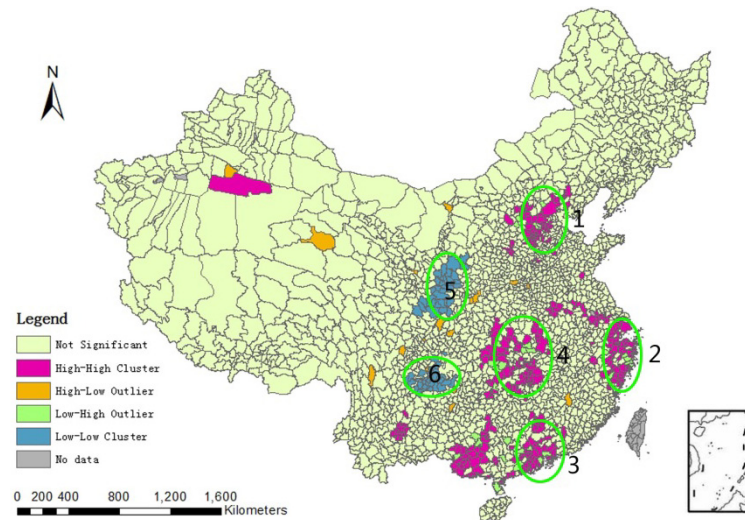 N
1
5
4
2
6
3
Legend
Not Significant
High-High Cluster
High-Low Outlier
Low-High Outlier
Low-Low Cluster
No data
0 200 400 800 1,200 1,600
Kilometers